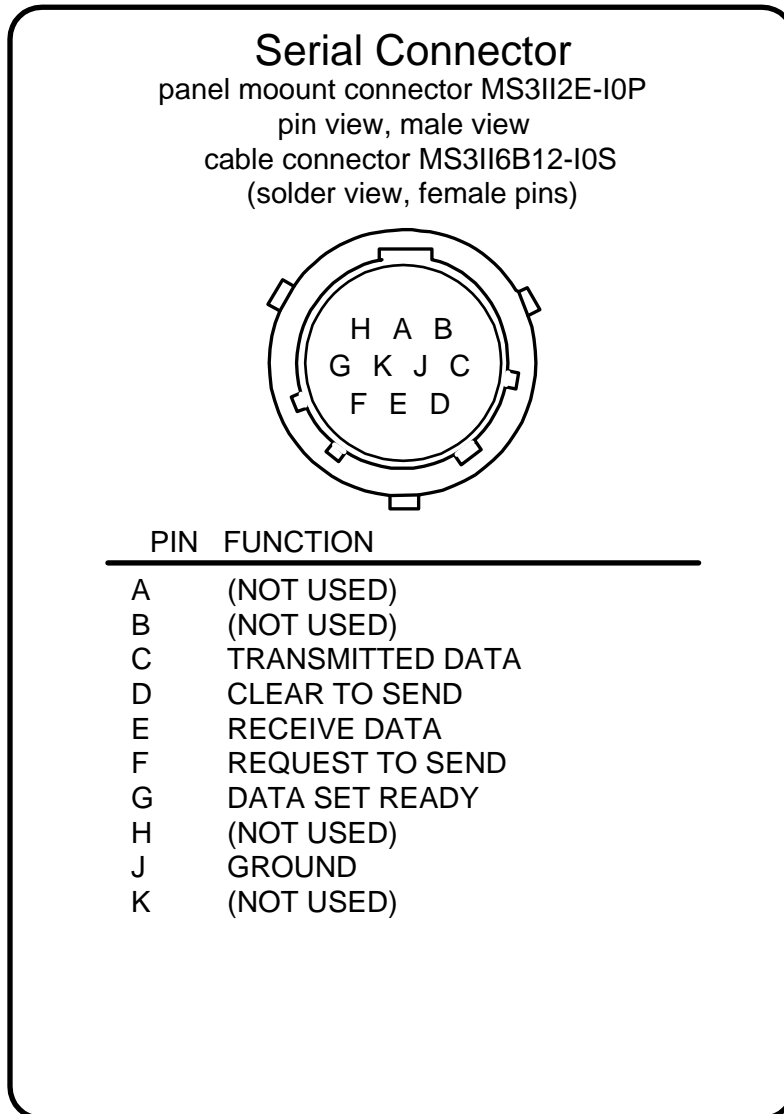 Serial Connector
panel moount connector MS3II2E-I0P
pin view, male view
cable connector MS3II6B12-I0S
(solder view, female pins)
H A B
G K J C
F E D
PIN FUNCTION
A (NOT USED)
B (NOT USED)
C TRANSMITTED DATA
D CLEAR TO SEND
E RECEIVE DATA
F REQUEST TO SEND
G DATA SET READY
H (NOT USED)
J GROUND
K (NOT USED)